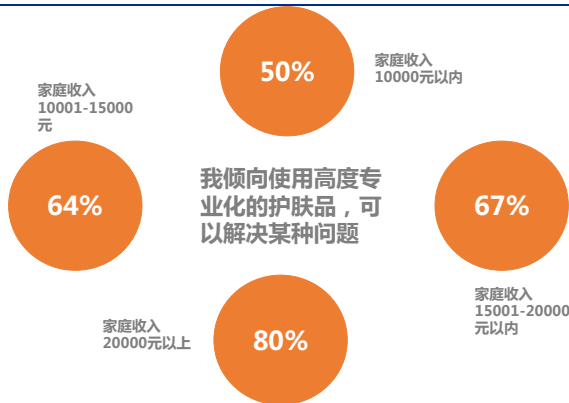 50%
家庭收入
10000元以内
家庭收入
10001-15000
元
64%
我倾向使用高度专
业化的护肤品，可
以解决某种问题
67%
家庭收入
15001-20000
元以内
家庭收入
20000元以上
80%